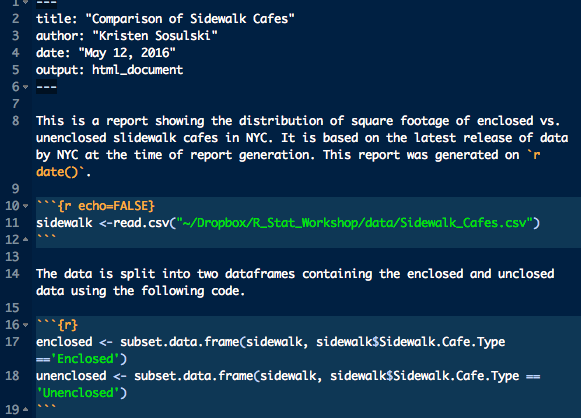 1 ---
2 title: "Comparison of Sidewalk Cafes"
3 author: "Kristen Sosulski"
4 date: "May 12, 2016"
5 output: html_document
6 ---
7
8 This is a report showing the distribution of square footage of enclosed vs.
unenclosed slidewalk cafes in NYC. It is based on the latest release of data
by NYC at the time of report generation. This report was generated on `r
date()`.
9
10 ```{r echo=FALSE}
11 sidewalk <-read.csv("~/Dropbox/R_Stat_Workshop/data/Sidewalk_Cafes.csv")
12 ```
13
14 The data is split into two dataframes containing the enclosed and unclosed
data using the following code.
15
16 ```{r}
17 enclosed <- subset.data.frame(sidewalk, sidewalk$Sidewalk.Cafe.Type
=='Enclosed')
18 unenclosed <- subset.data.frame(sidewalk, sidewalk$Sidewalk.Cafe.Type ==
'Unenclosed')
19 ```